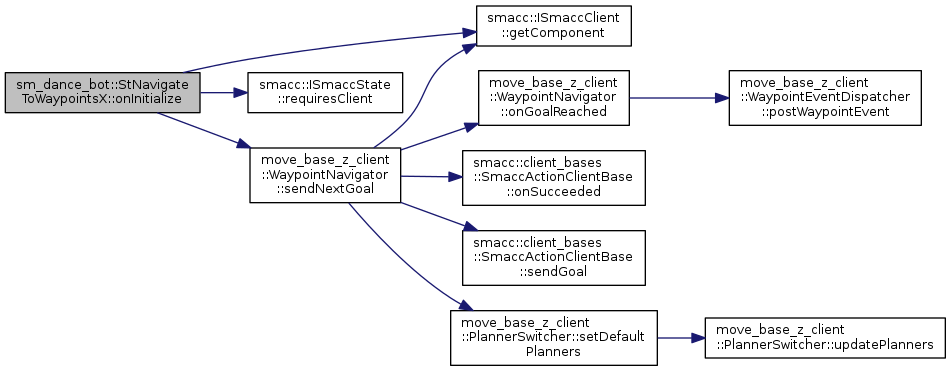 sm_dance_bot::StNavigate
ToWaypointsX::onInitialize
smacc::ISmaccClient
::getComponent
smacc::ISmaccState
::requiresClient
move_base_z_client
::WaypointNavigator
::sendNextGoal
move_base_z_client
::WaypointNavigator
::onGoalReached
move_base_z_client
::WaypointEventDispatcher
::postWaypointEvent
smacc::client_bases
::SmaccActionClientBase
::onSucceeded
smacc::client_bases
::SmaccActionClientBase
::sendGoal
move_base_z_client
::PlannerSwitcher::setDefault
Planners
move_base_z_client
::PlannerSwitcher::updatePlanners